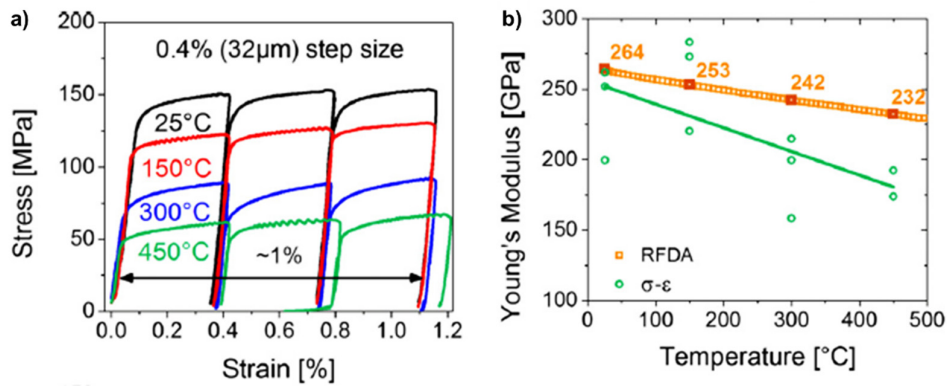 a)
0.4% (32µm) step size
25°C
150°C
300°C
450°C
~1%
200
150
100
50
0
0.0 0.2 0.4 0.6 0.8 1.0 1.2
Stress [MPa]
Strain [%]
b)
264
253
242
232
RFDA
σ-ε
300
250
200
150
100
0 100 200 300 400 500
Young's Modulus [GPa]
Temperature [°C]